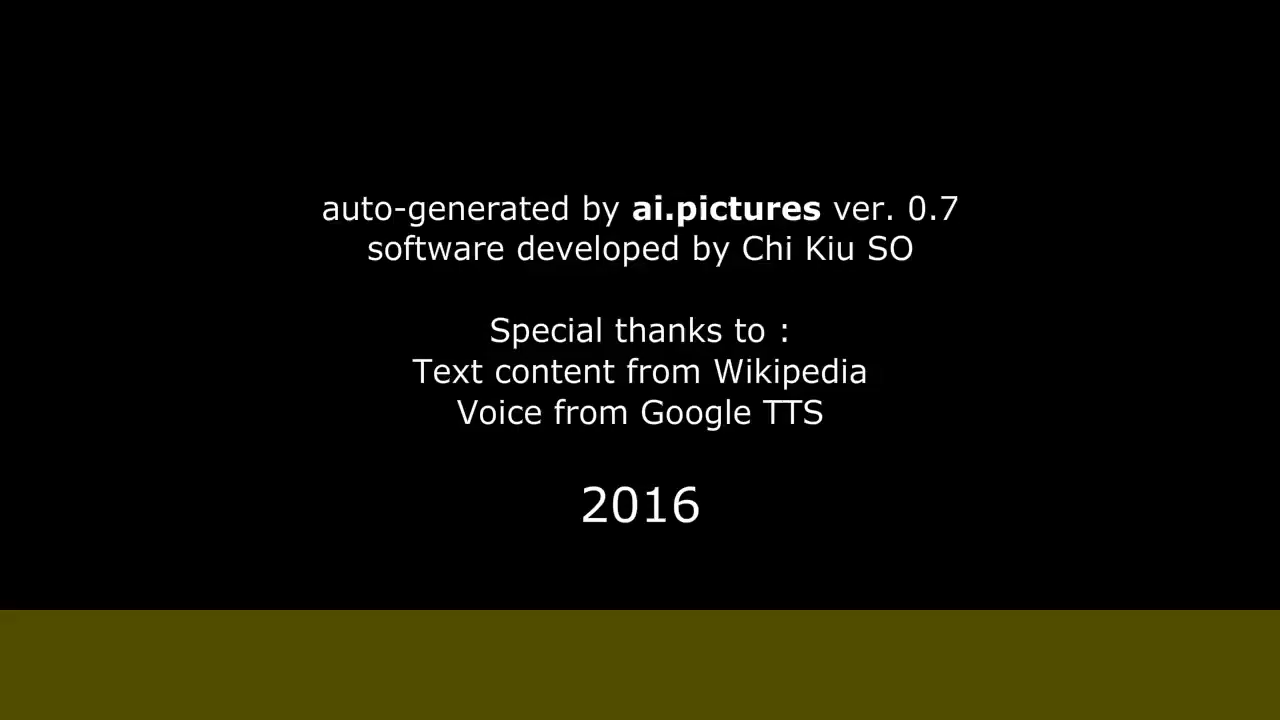 auto-generated by ai.pictures ver. 0.7
software developed by Chi Kiu SO
Special thanks to :
Text content from Wikipedia
Voice from Google TTS
2016